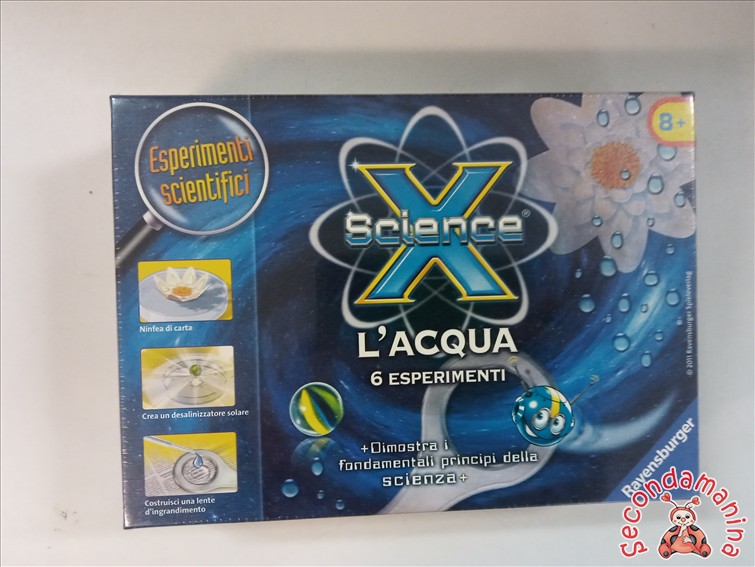 Esperimenti
scientifici
8+
Science ®
X
L'ACQUA
6 ESPERIMENTI
Ninfea di carta
Crea un desalinizzatore solare
Costruisci una lente
d'ingrandimento
+Dimostra i
fondamentali principi della
scienza+
© 2011 Ravensburger Spieleverlag
Ravensburger
Secondamanina